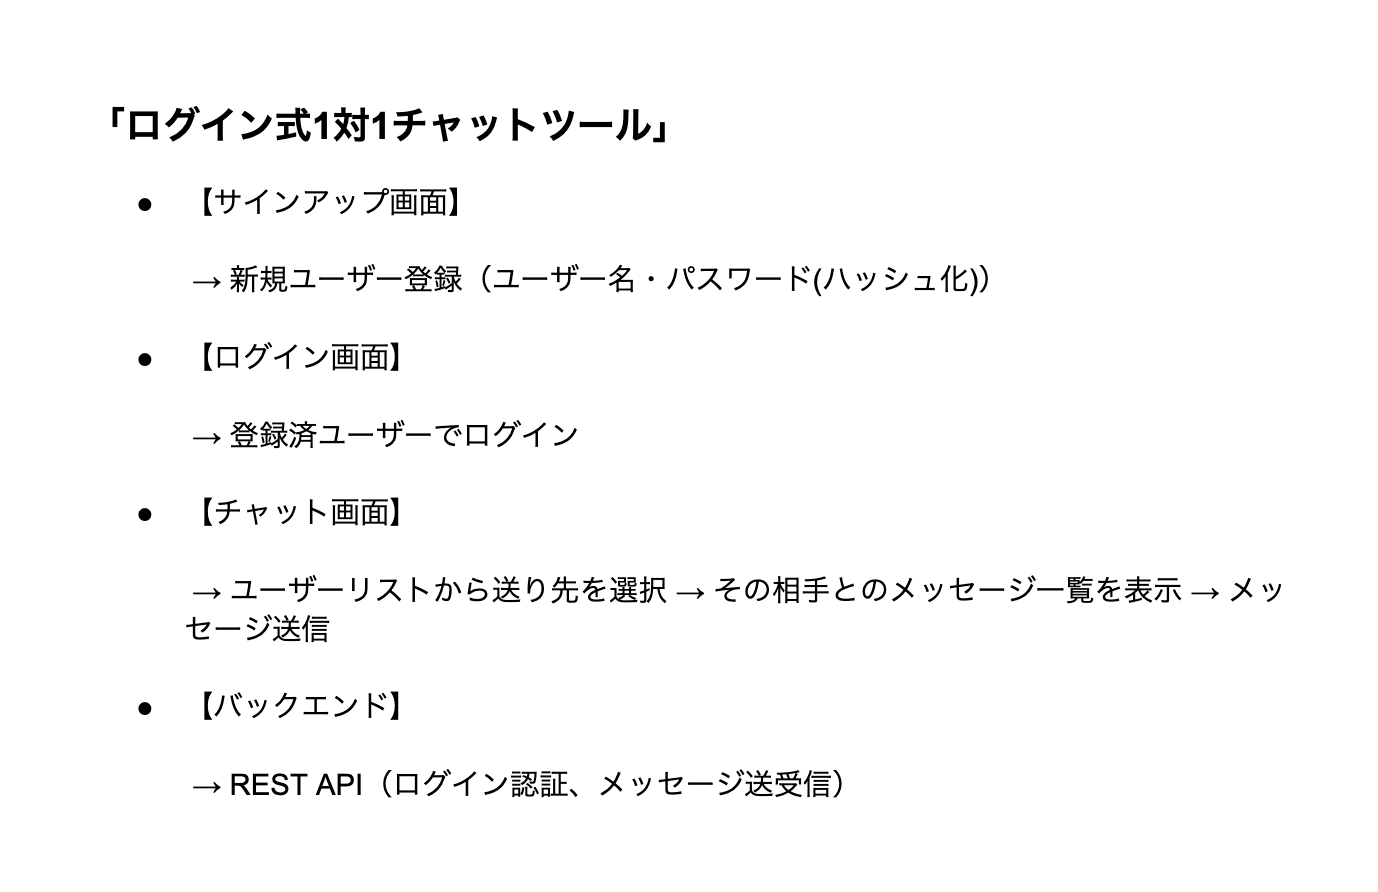 「ログイン式1対1チャットツール」
● 【サインアップ画面】
→ 新規ユーザー登録（ユーザー名・パスワード(ハッシュ化)）
● 【ログイン画面】
→ 登録済ユーザーでログイン
● 【チャット画面】
→ ユーザーリストから送り先を選択 → その相手とのメッセージ一覧を表示 → メッ
セージ送信
● 【バックエンド】
→ REST API（ログイン認証、メッセージ送受信）